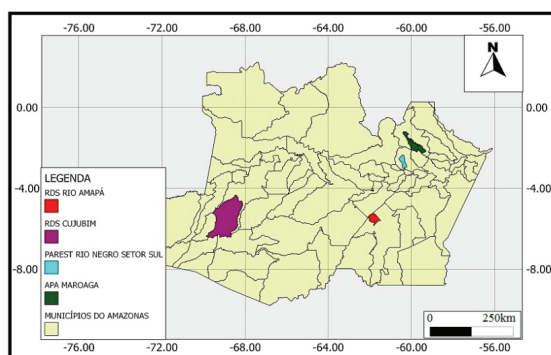 -76.00 -72.00 -68.00 -64.00 -60.00 -56.00
N
0.00 0.00
LEGENDA
RDS RIO AMAPÁ
-4.00
RDS CUJUBIM
-4.00
PAREST RIO NEGRO SETOR SUL
APA MAROAGA
-8.00
MUNICÍPIOS DO AMAZONAS
-8.00
0 250km
-76.00 -72.00 -68.00 -64.00 -60.00 -56.00